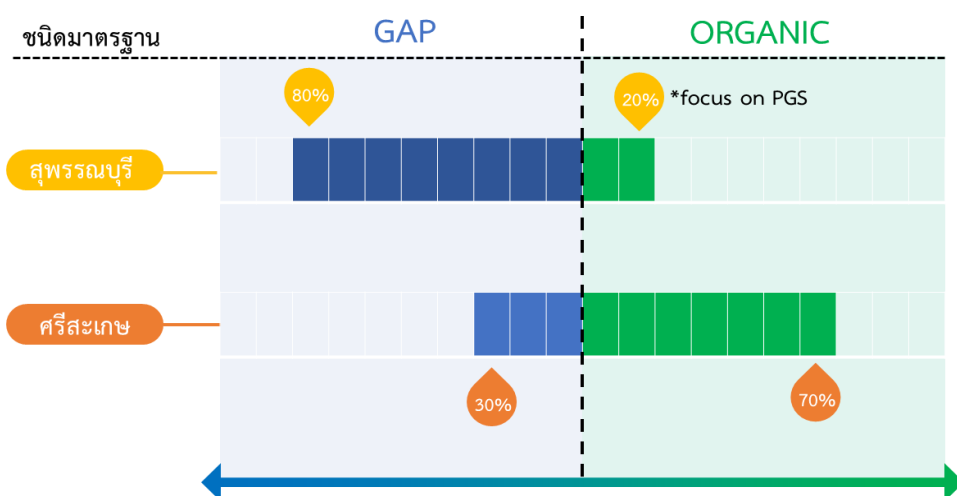 ชนิดมาตรฐาน
GAP
ORGANIC
80%
20%
*focus on PGS
สุพรรณบุรี
ศรีสะเกษ
30%
70%